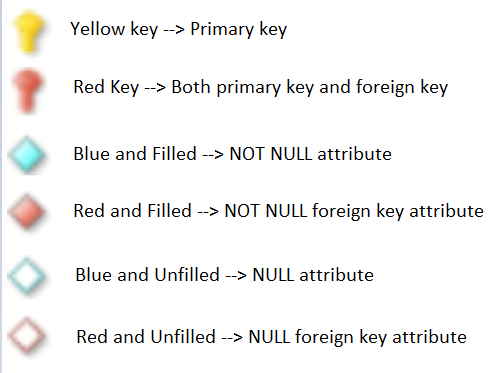 Yellow key --> Primary key
Red Key --> Both primary key and foreign key
Blue and Filled --> NOT NULL attribute
Red and Filled --> NOT NULL foreign key attribute
Blue and Unfilled --> NULL attribute
Red and Unfilled --> NULL foreign key attribute